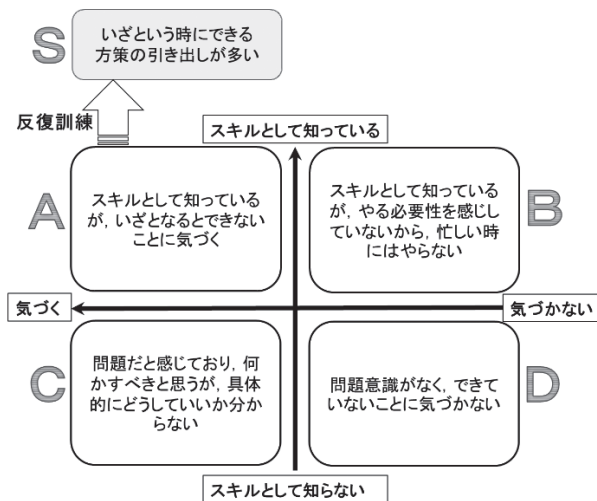 S
いざという時にできる
方策の引き出しが多い
反復訓練
スキルとして知っている
A
スキルとして知っている
が，いざとなるとできない
ことに気づく
スキルとして知っている
が，やる必要性を感じし
ていないから，忙しい時
にはやらない
B
気づく
気づかない
C
問題だと感じており，何
かすべきと思うが，具体
的にどうしていいか分か
らない
問題意識がなく，できて
いないことに気づかない
D
スキルとして知らない